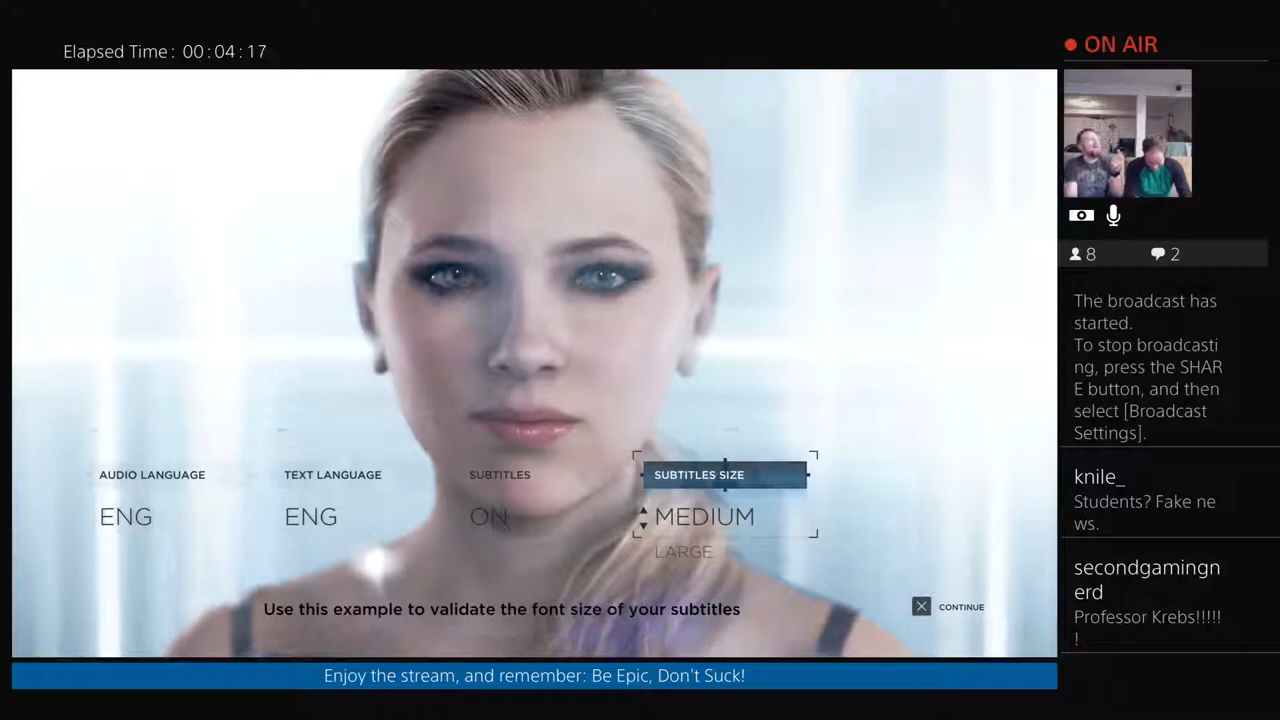 Elapsed Time: 00:04:17
ON AIR
8
2
The broadcast has
started.
To stop broadcasti
ng, press the SHAR
E button, and then
select [Broadcast
Settings].
knile_
Students? Fake ne
ws.
secondgamingn
erd
Professor Krebs!!!!!
!
AUDIO LANGUAGE
ENG
TEXT LANGUAGE
ENG
SUBTITLES
ON
SUBTITLES SIZE
MEDIUM
LARGE
Use this example to validate the font size of your subtitles
CONTINUE
Enjoy the stream, and remember: Be Epic, Don't Suck!